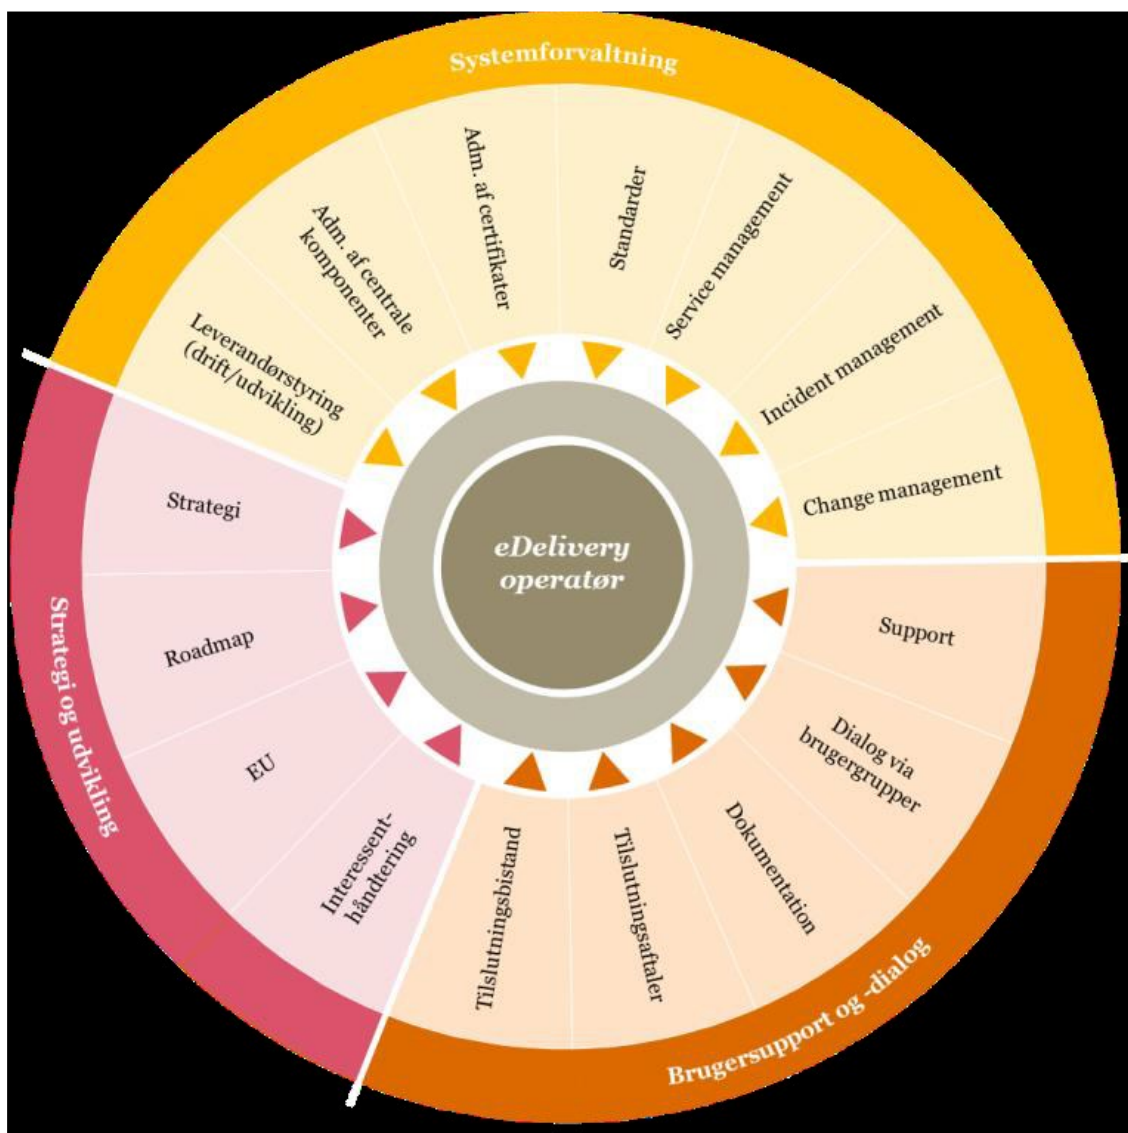 Systemforvaltning
Leverandørstyring
(drift/udvikling)
Adm. af centrale
komponenter
Adm. af certifikater
Standarder
Service management
Incident management
Change management
Brugersupport og -dialog
Support
Dialog via
brugergrupper
Dokumentation
Tilslutningsaftaler
Tilslutningsbistand
Strategi og udvikling
Interessent-
håndtering
EU
Roadmap
Strategi
eDelivery
operatør